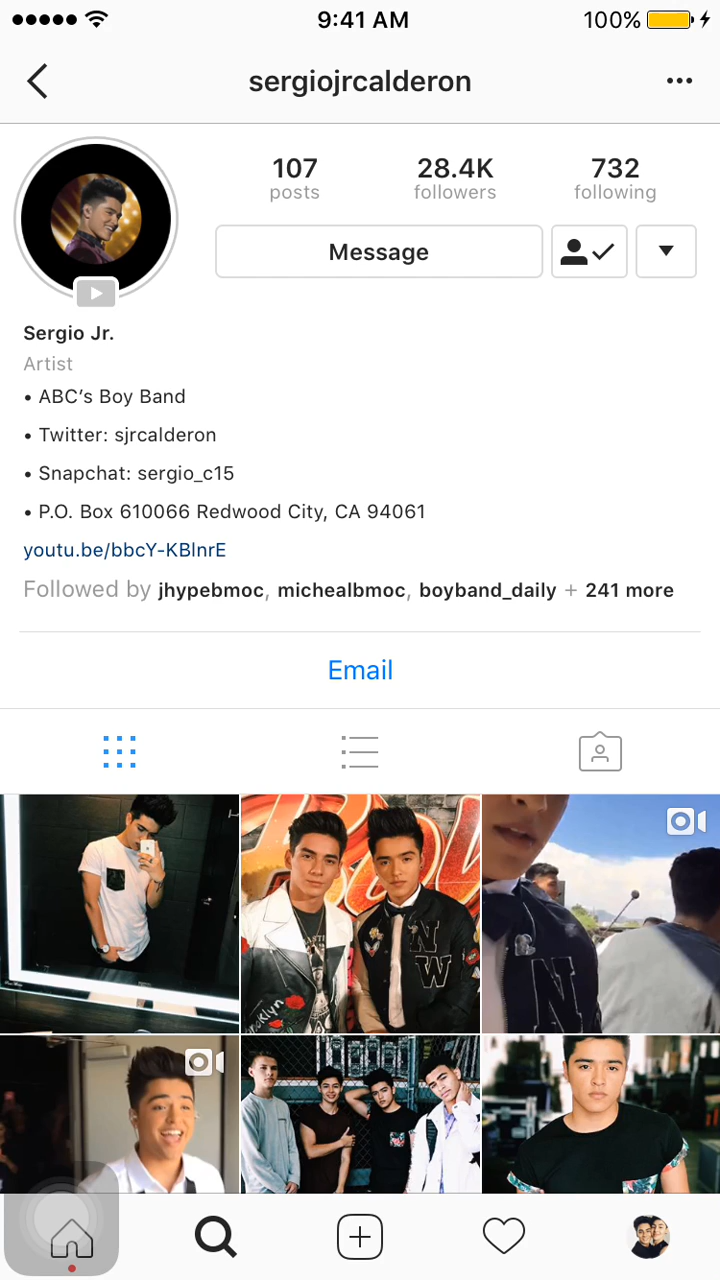 9:41 AM
100%
sergiojrcalderon
107 28.4K 732
posts followers following
Message
Sergio Jr.
Artist
• ABC’s Boy Band
• Twitter: sjrcalderon
• Snapchat: sergio_c15
• P.O. Box 610066 Redwood City, CA 94061
youtu.be/bbcY-KBlnrE
Followed by jhypebmoc, michealbmoc, boyband_daily + 241 more
Email
N
W
N